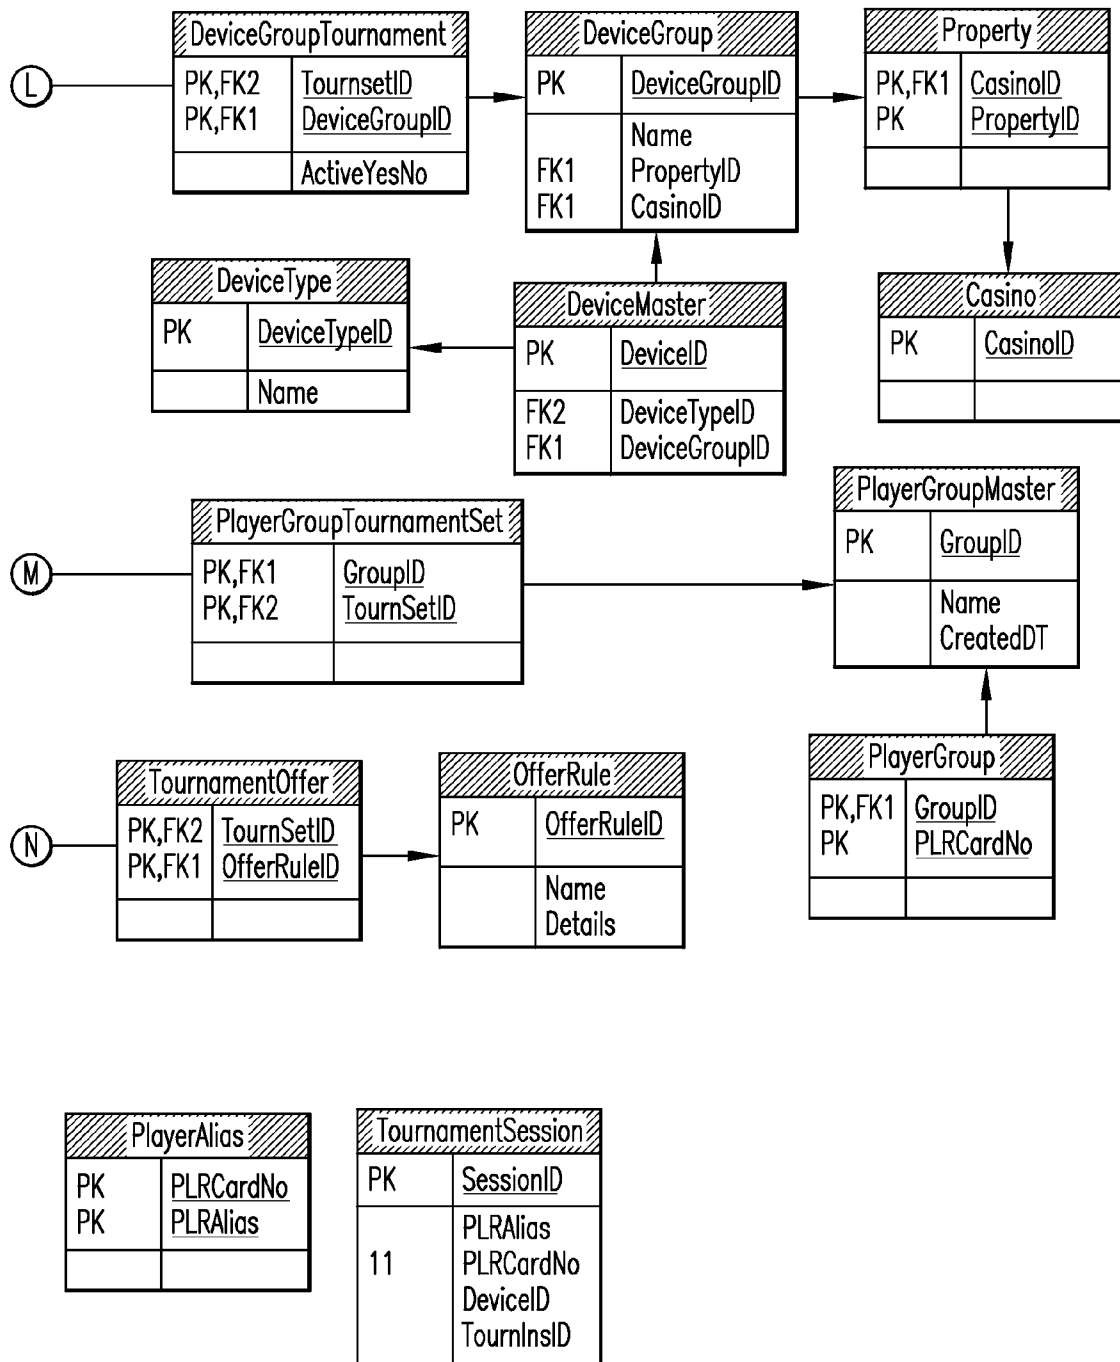 L
DeviceGroupTournament
PK,FK2 TournsetID
PK,FK1 DeviceGroupID
ActiveYesNo
DeviceGroup
PK DeviceGroupID
Name
FK1 PropertyID
FK1 CasinoID
Property
PK,FK1 CasinoID
PK PropertyID
DeviceType
PK DeviceTypeID
Name
DeviceMaster
PK DeviceID
FK2 DeviceTypeID
FK1 DeviceGroupID
Casino
PK CasinoID
M
PlayerGroupTournamentSet
PK,FK1 GroupID
PK,FK2 TournSetID
PlayerGroupMaster
PK GroupID
Name
CreatedDT
N
TournamentOffer
PK,FK2 TournSetID
PK,FK1 OfferRuleID
OfferRule
PK OfferRuleID
Name
Details
PlayerGroup
PK,FK1 GroupID
PK PLRCardNo
PlayerAlias
PK PLRCardNo
PK PLRAlias
TournamentSession
PK SessionID
PLRAlias
11 PLRCardNo
DeviceID
TournInsID